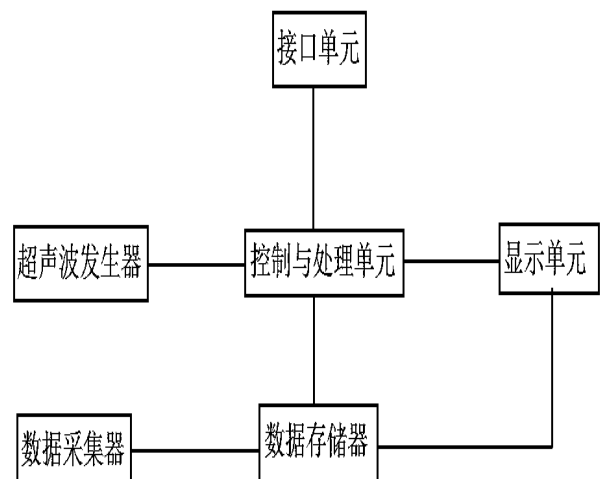 接口单元
超声波发生器
控制与处理单元
显示单元
数据采集器
数据存储器